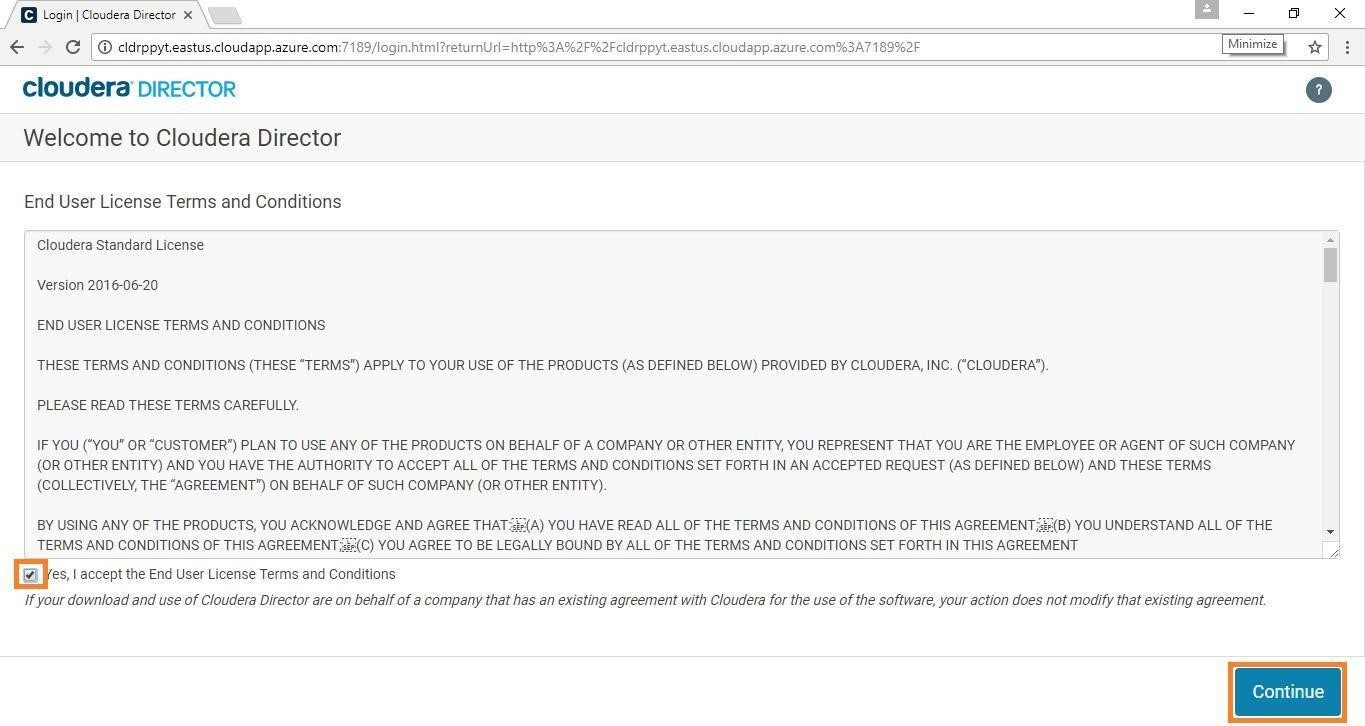 Login | Cloudera Director
cldrppyt.eastus.cloudapp.azure.com:7189/login.html?returnUrl=http%3A%2F%2Fcldrppyt.eastus.cloudapp.azure.com%3A7189%2F
Minimize
cloudera DIRECTOR
?
Welcome to Cloudera Director
End User License Terms and Conditions
Cloudera Standard License
Version 2016-06-20
END USER LICENSE TERMS AND CONDITIONS
THESE TERMS AND CONDITIONS (THESE “TERMS”) APPLY TO YOUR USE OF THE PRODUCTS (AS DEFINED BELOW) PROVIDED BY CLOUDERA, INC. (“CLOUDERA”).
PLEASE READ THESE TERMS CAREFULLY.
IF YOU (“YOU” OR “CUSTOMER”) PLAN TO USE ANY OF THE PRODUCTS ON BEHALF OF A COMPANY OR OTHER ENTITY, YOU REPRESENT THAT YOU ARE THE EMPLOYEE OR AGENT OF SUCH COMPANY
(OR OTHER ENTITY) AND YOU HAVE THE AUTHORITY TO ACCEPT ALL OF THE TERMS AND CONDITIONS SET FORTH IN AN ACCEPTED REQUEST (AS DEFINED BELOW) AND THESE TERMS
(COLLECTIVELY, THE “AGREEMENT”) ON BEHALF OF SUCH COMPANY (OR OTHER ENTITY).
BY USING ANY OF THE PRODUCTS, YOU ACKNOWLEDGE AND AGREE THAT: (A) YOU HAVE READ ALL OF THE TERMS AND CONDITIONS OF THIS AGREEMENT; (B) YOU UNDERSTAND ALL OF THE
TERMS AND CONDITIONS OF THIS AGREEMENT; (C) YOU AGREE TO BE LEGALLY BOUND BY ALL OF THE TERMS AND CONDITIONS SET FORTH IN THIS AGREEMENT
Yes, I accept the End User License Terms and Conditions
If your download and use of Cloudera Director are on behalf of a company that has an existing agreement with Cloudera for the use of the software, your action does not modify that existing agreement.
Continue